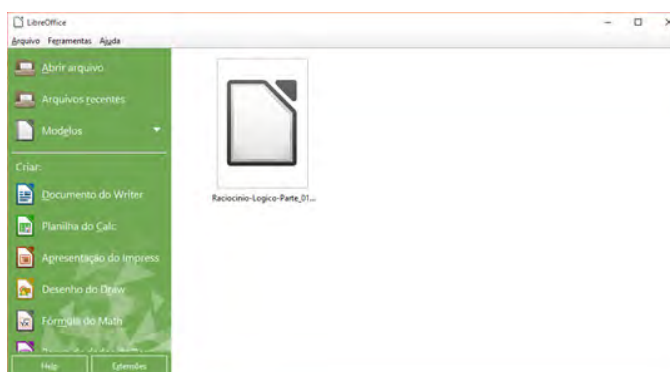 LibreOffice
Arquivo Ferramentas Ajuda
Abrir arquivo
Arquivos recentes
Modelos
Criar:
Documento do Writer
Planilha do Calc
Apresentação do Impress
Desenho do Draw
Fórmula do Math
Help Extensões
Raciocinio-Logico-Parte_01...